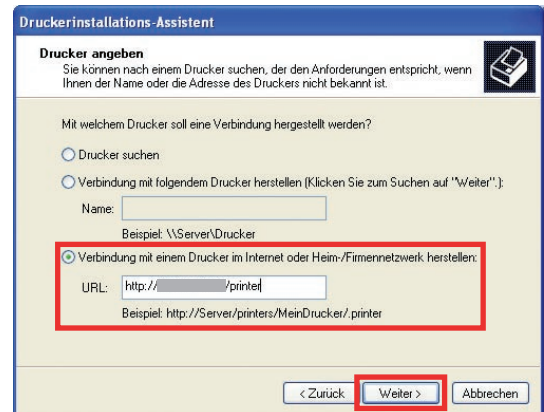 Druckerinstallations-Assistent
Drucker angeben
Sie können nach einem Drucker suchen, der den Anforderungen entspricht, wenn
Ihnen der Name oder die Adresse des Druckers nicht bekannt ist.
Mit welchem Drucker soll eine Verbindung hergestellt werden?
Drucker suchen
Verbindung mit folgendem Drucker herstellen (Klicken Sie zum Suchen auf "Weiter".):
Name:
Beispiel: \\Server\Drucker
Verbindung mit einem Drucker im Internet oder Heim-/Firmennetzwerk herstellen:
URL: http:// /printer
Beispiel: http://Server/printers/MeinDrucker/.printer
< Zurück Weiter > Abbrechen